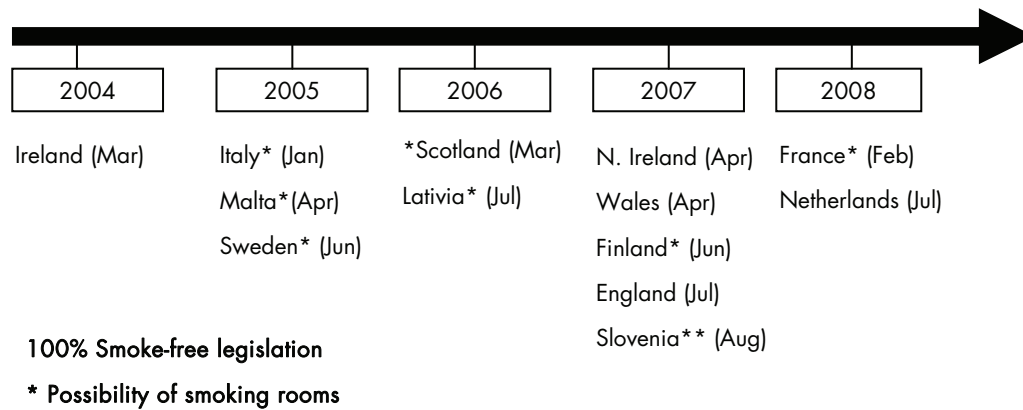 2004
2005
2006
2007
2008
Ireland (Mar)
Italy* (Jan)
Malta*(Apr)
Sweden* (Jun)
*Scotland (Mar)
Lativia* (Jul)
N. Ireland (Apr)
Wales (Apr)
Finland* (Jun)
England (Jul)
Slovenia** (Aug)
France* (Feb)
Netherlands (Jul)
100% Smoke-free legislation
* Possibility of smoking rooms